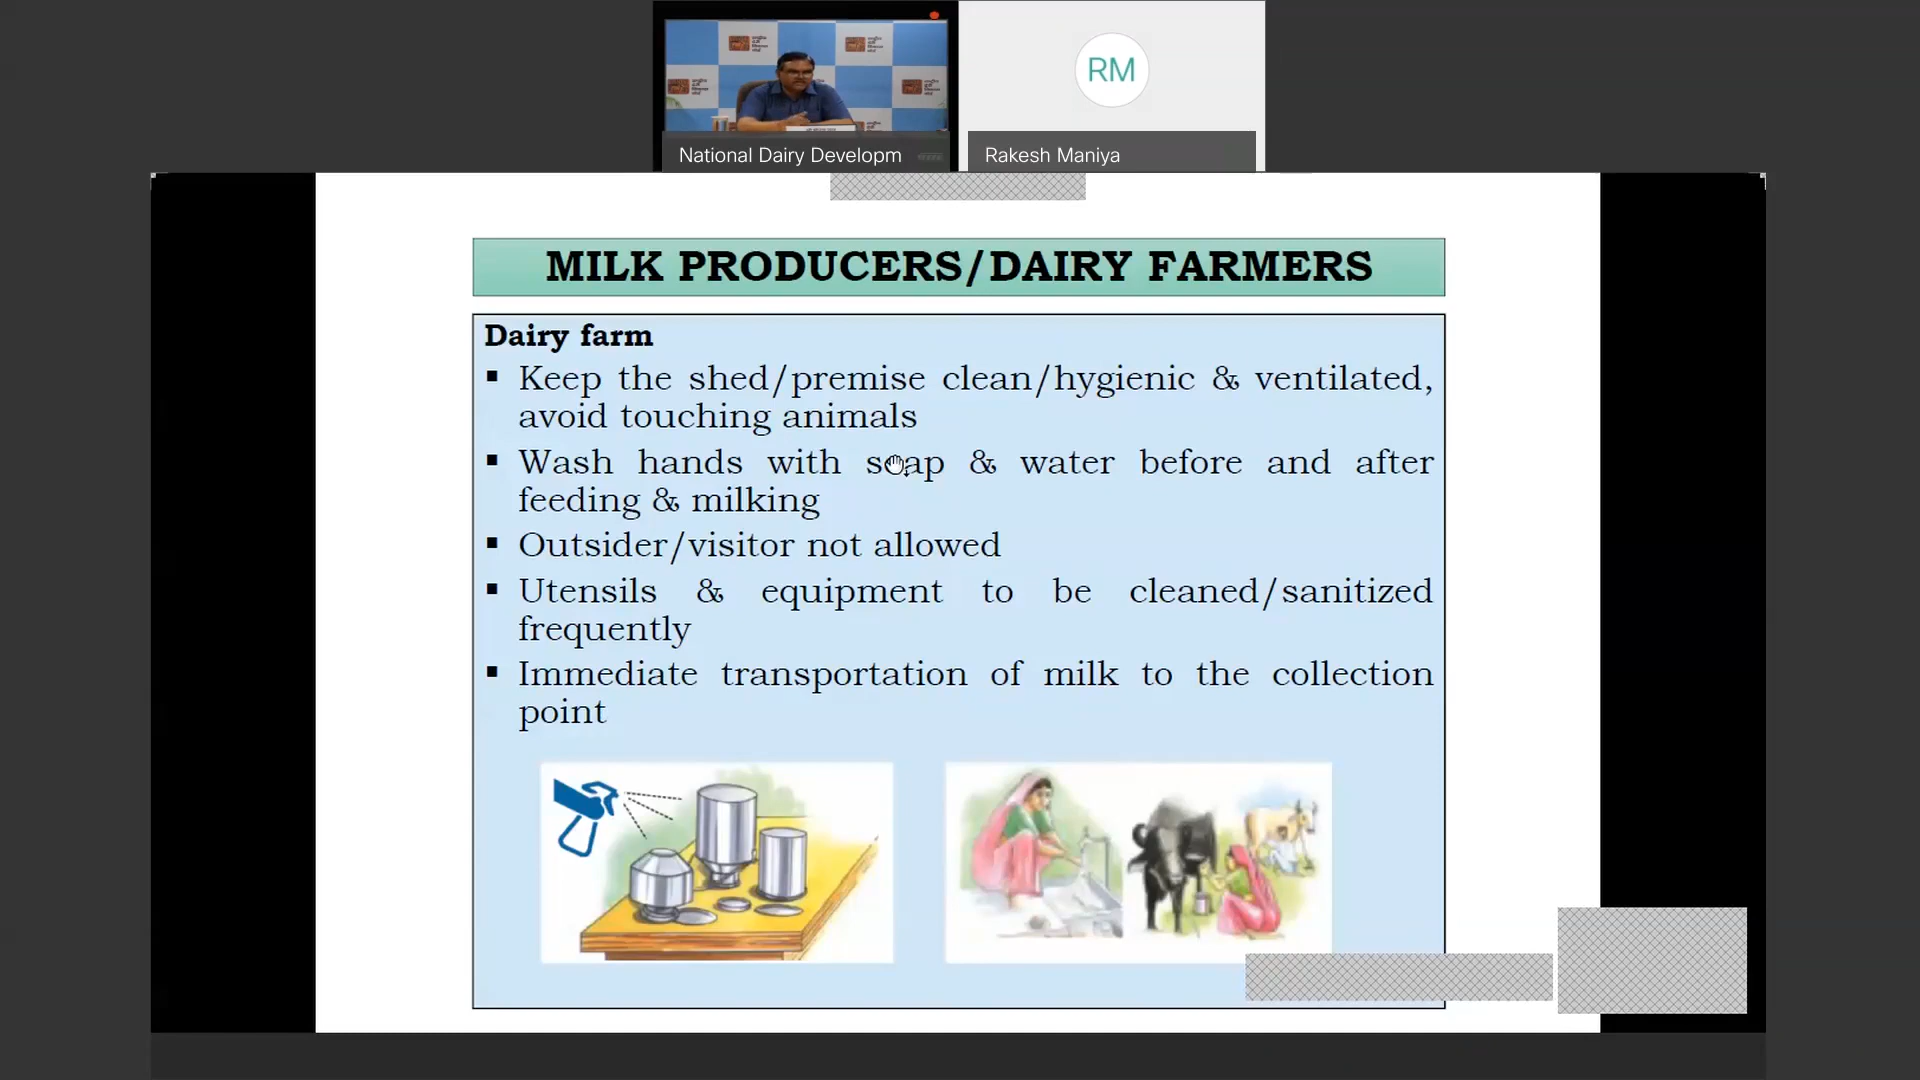 RM
National Dairy Developm
Rakesh Maniya
MILK PRODUCERS/DAIRY FARMERS
Dairy farm
▪ Keep the shed/premise clean/hygienic & ventilated,
avoid touching animals
▪ Wash hands with soap & water before and after
feeding & milking
▪ Outsider/visitor not allowed
▪ Utensils & equipment to be cleaned/sanitized
frequently
▪ Immediate transportation of milk to the collection
point